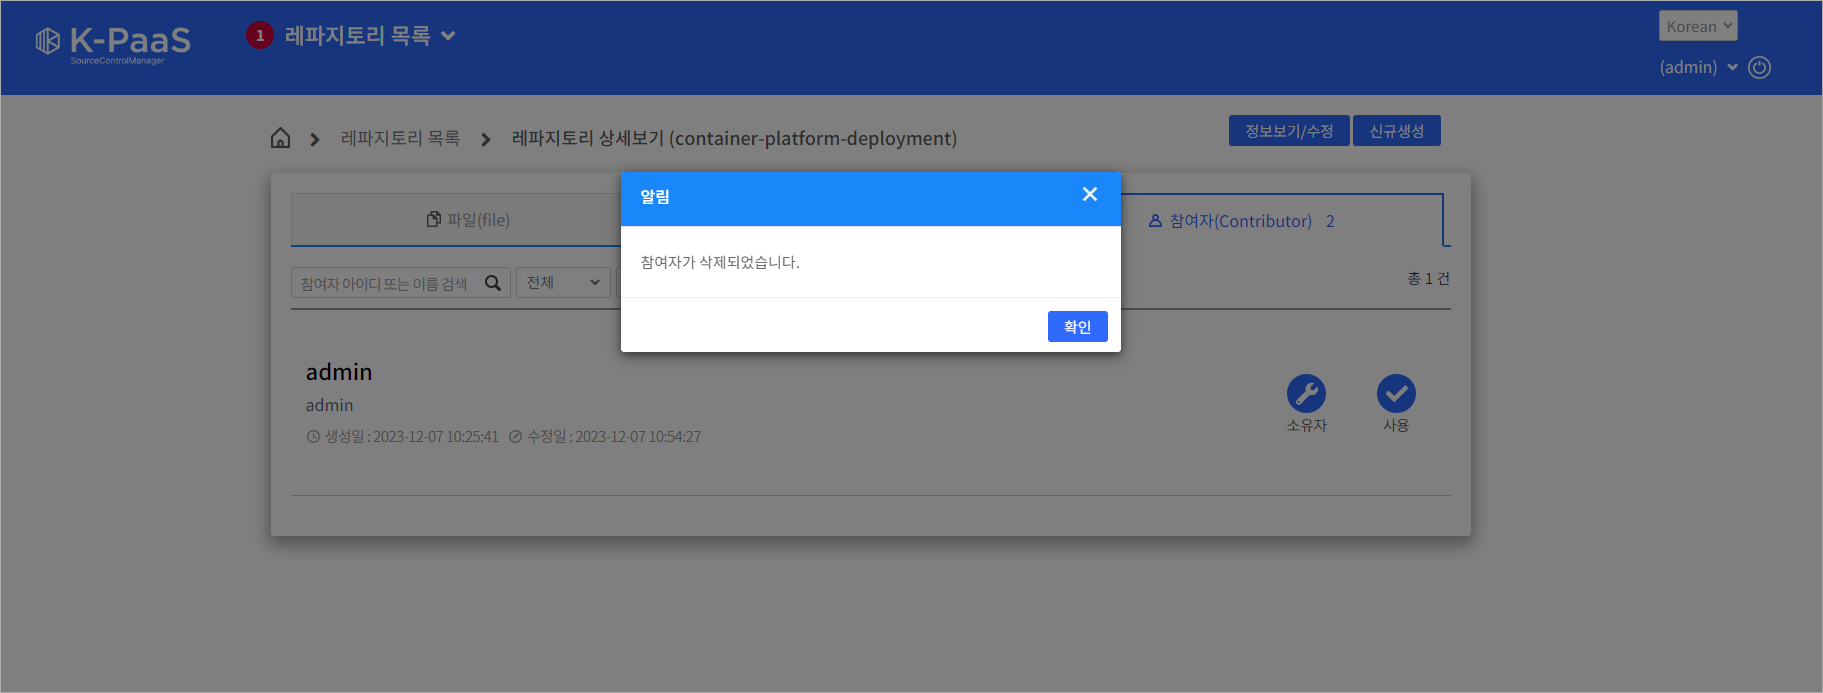 K-PaaS
SourceControlManager
1 레파지토리 목록
Korean
(admin)
레파지토리 목록 레파지토리 상세보기 (container-platform-deployment)
정보보기/수정 신규생성
알림
파일(file)
참여자(Contributor) 2
참여자가 삭제되었습니다.
참여자 아이디 또는 이름 검색 전체
총 1 건
확인
admin
admin
생성일 : 2023-12-07 10:25:41 수정일 : 2023-12-07 10:54:27
소유자 사용